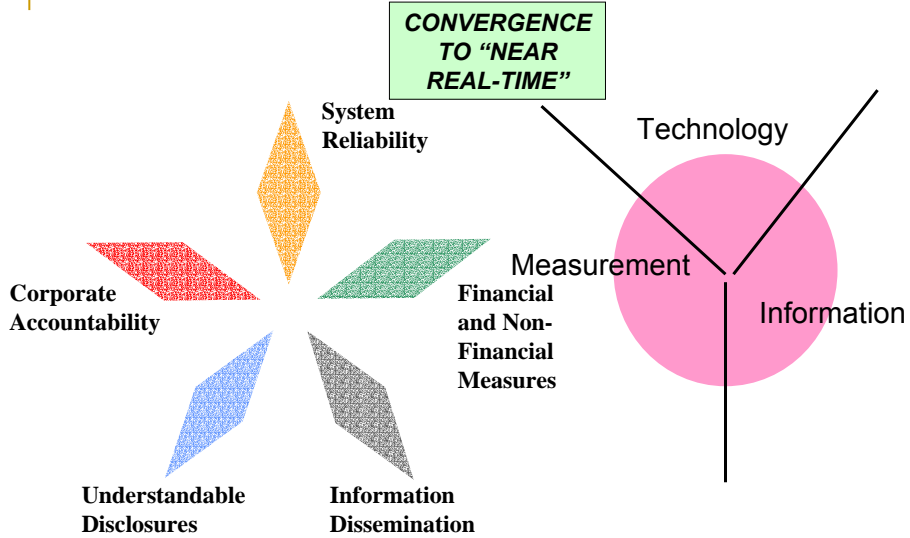 CONVERGENCE
TO “NEAR
REAL-TIME”
System
Reliability
Technology
Measurement
Information
Corporate
Accountability
Financial
and Non-
Financial
Measures
Understandable
Disclosures
Information
Dissemination